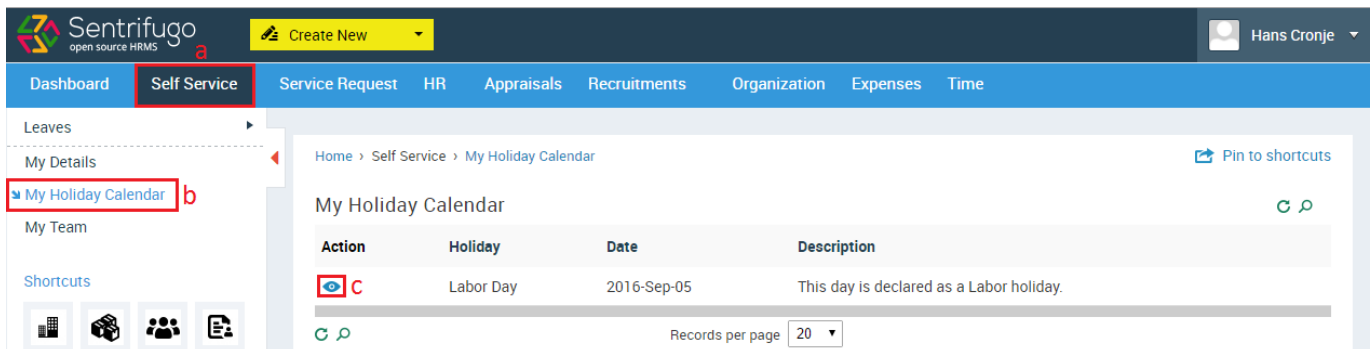 Sentrifugo
open source HRMS
a
Create New
Hans Cronje
Dashboard Self Service Service Request HR Appraisals Recruitments Organization Expenses Time
Leaves
My Details
My Holiday Calendar b
My Team
Shortcuts
Home › Self Service › My Holiday Calendar
Pin to shortcuts
My Holiday Calendar
Action Holiday Date Description
c Labor Day 2016-Sep-05 This day is declared as a Labor holiday.
Records per page 20